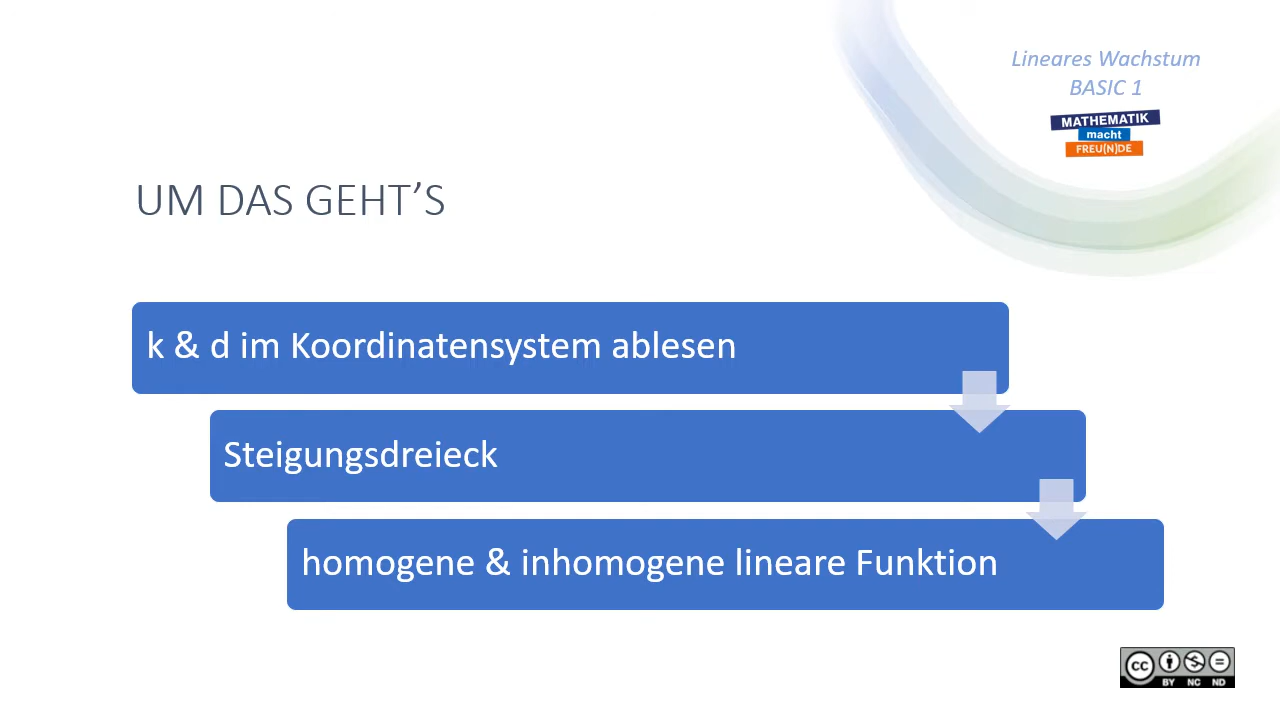 Lineares Wachstum
BASIC 1
MATHEMATIK
macht
FREU(N)DE
UM DAS GEHT’S
k & d im Koordinatensystem ablesen
Steigungsdreieck
homogene & inhomogene lineare Funktion
cc
BY NC ND